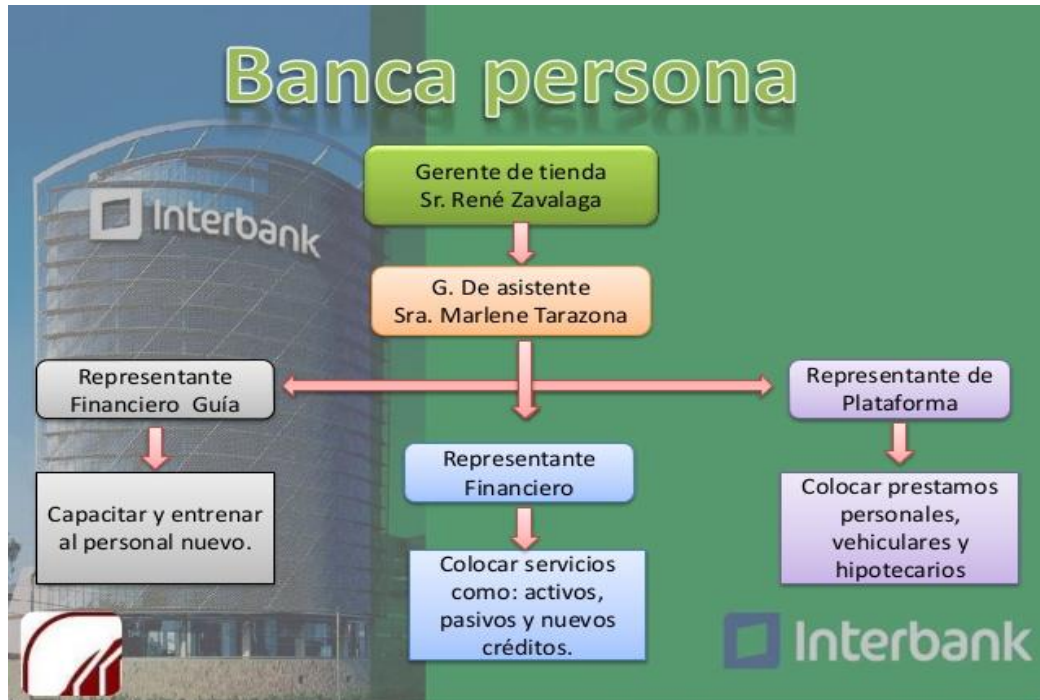 Banca persona
Gerente de tienda
Sr. René Zavalaga
Interbank
G. De asistente
Sra. Marlene Tarazona
Representante
Financiero Guía
Representante de
Plataforma
Representante
Financiero
Capacitar y entrenar
al personal nuevo.
Colocar prestamos
personales,
vehiculares y
hipotecarios
Colocar servicios
como: activos,
pasivos y nuevos
créditos.
Interbank